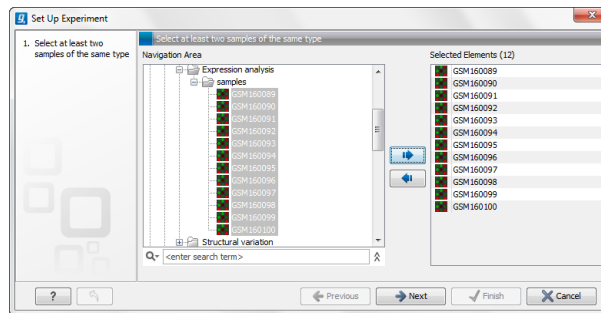 Set Up Experiment
1. Select at least two
samples of the same type
Select at least two samples of the same type
Navigation Area
Expression analysis
samples
GSM160089
GSM160090
GSM160091
GSM160092
GSM160093
GSM160094
GSM160095
GSM160096
GSM160097
GSM160098
GSM160099
GSM160100
Structural variation
<enter search term>
Selected Elements (12)
GSM160089
GSM160090
GSM160091
GSM160092
GSM160093
GSM160094
GSM160095
GSM160096
GSM160097
GSM160098
GSM160099
GSM160100
?
Previous
Next
Finish
Cancel